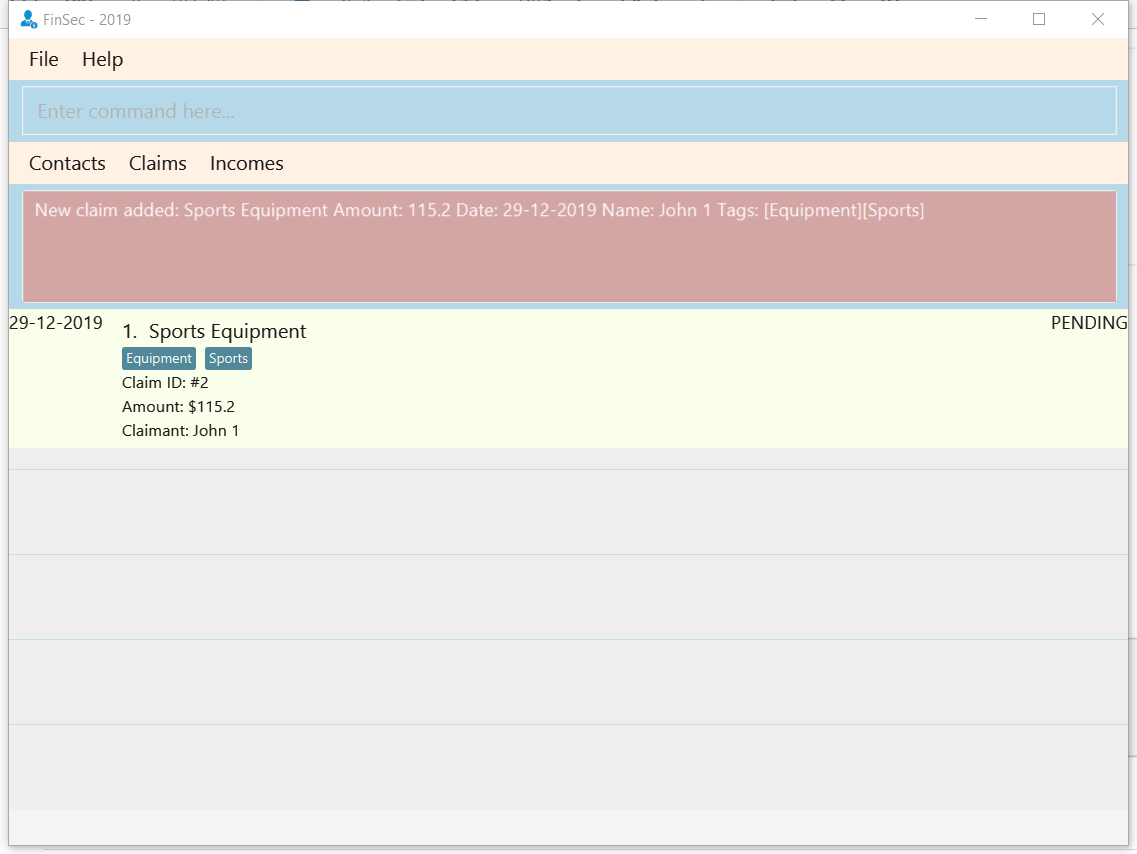 FinSec - 2019
File Help
Enter command here...
Contacts Claims Incomes
New claim added: Sports Equipment Amount: 115.2 Date: 29-12-2019 Name: John 1 Tags: [Equipment][Sports]
29-12-2019 1. Sports Equipment PENDING
Equipment Sports
Claim ID: #2
Amount: $115.2
Claimant: John 1